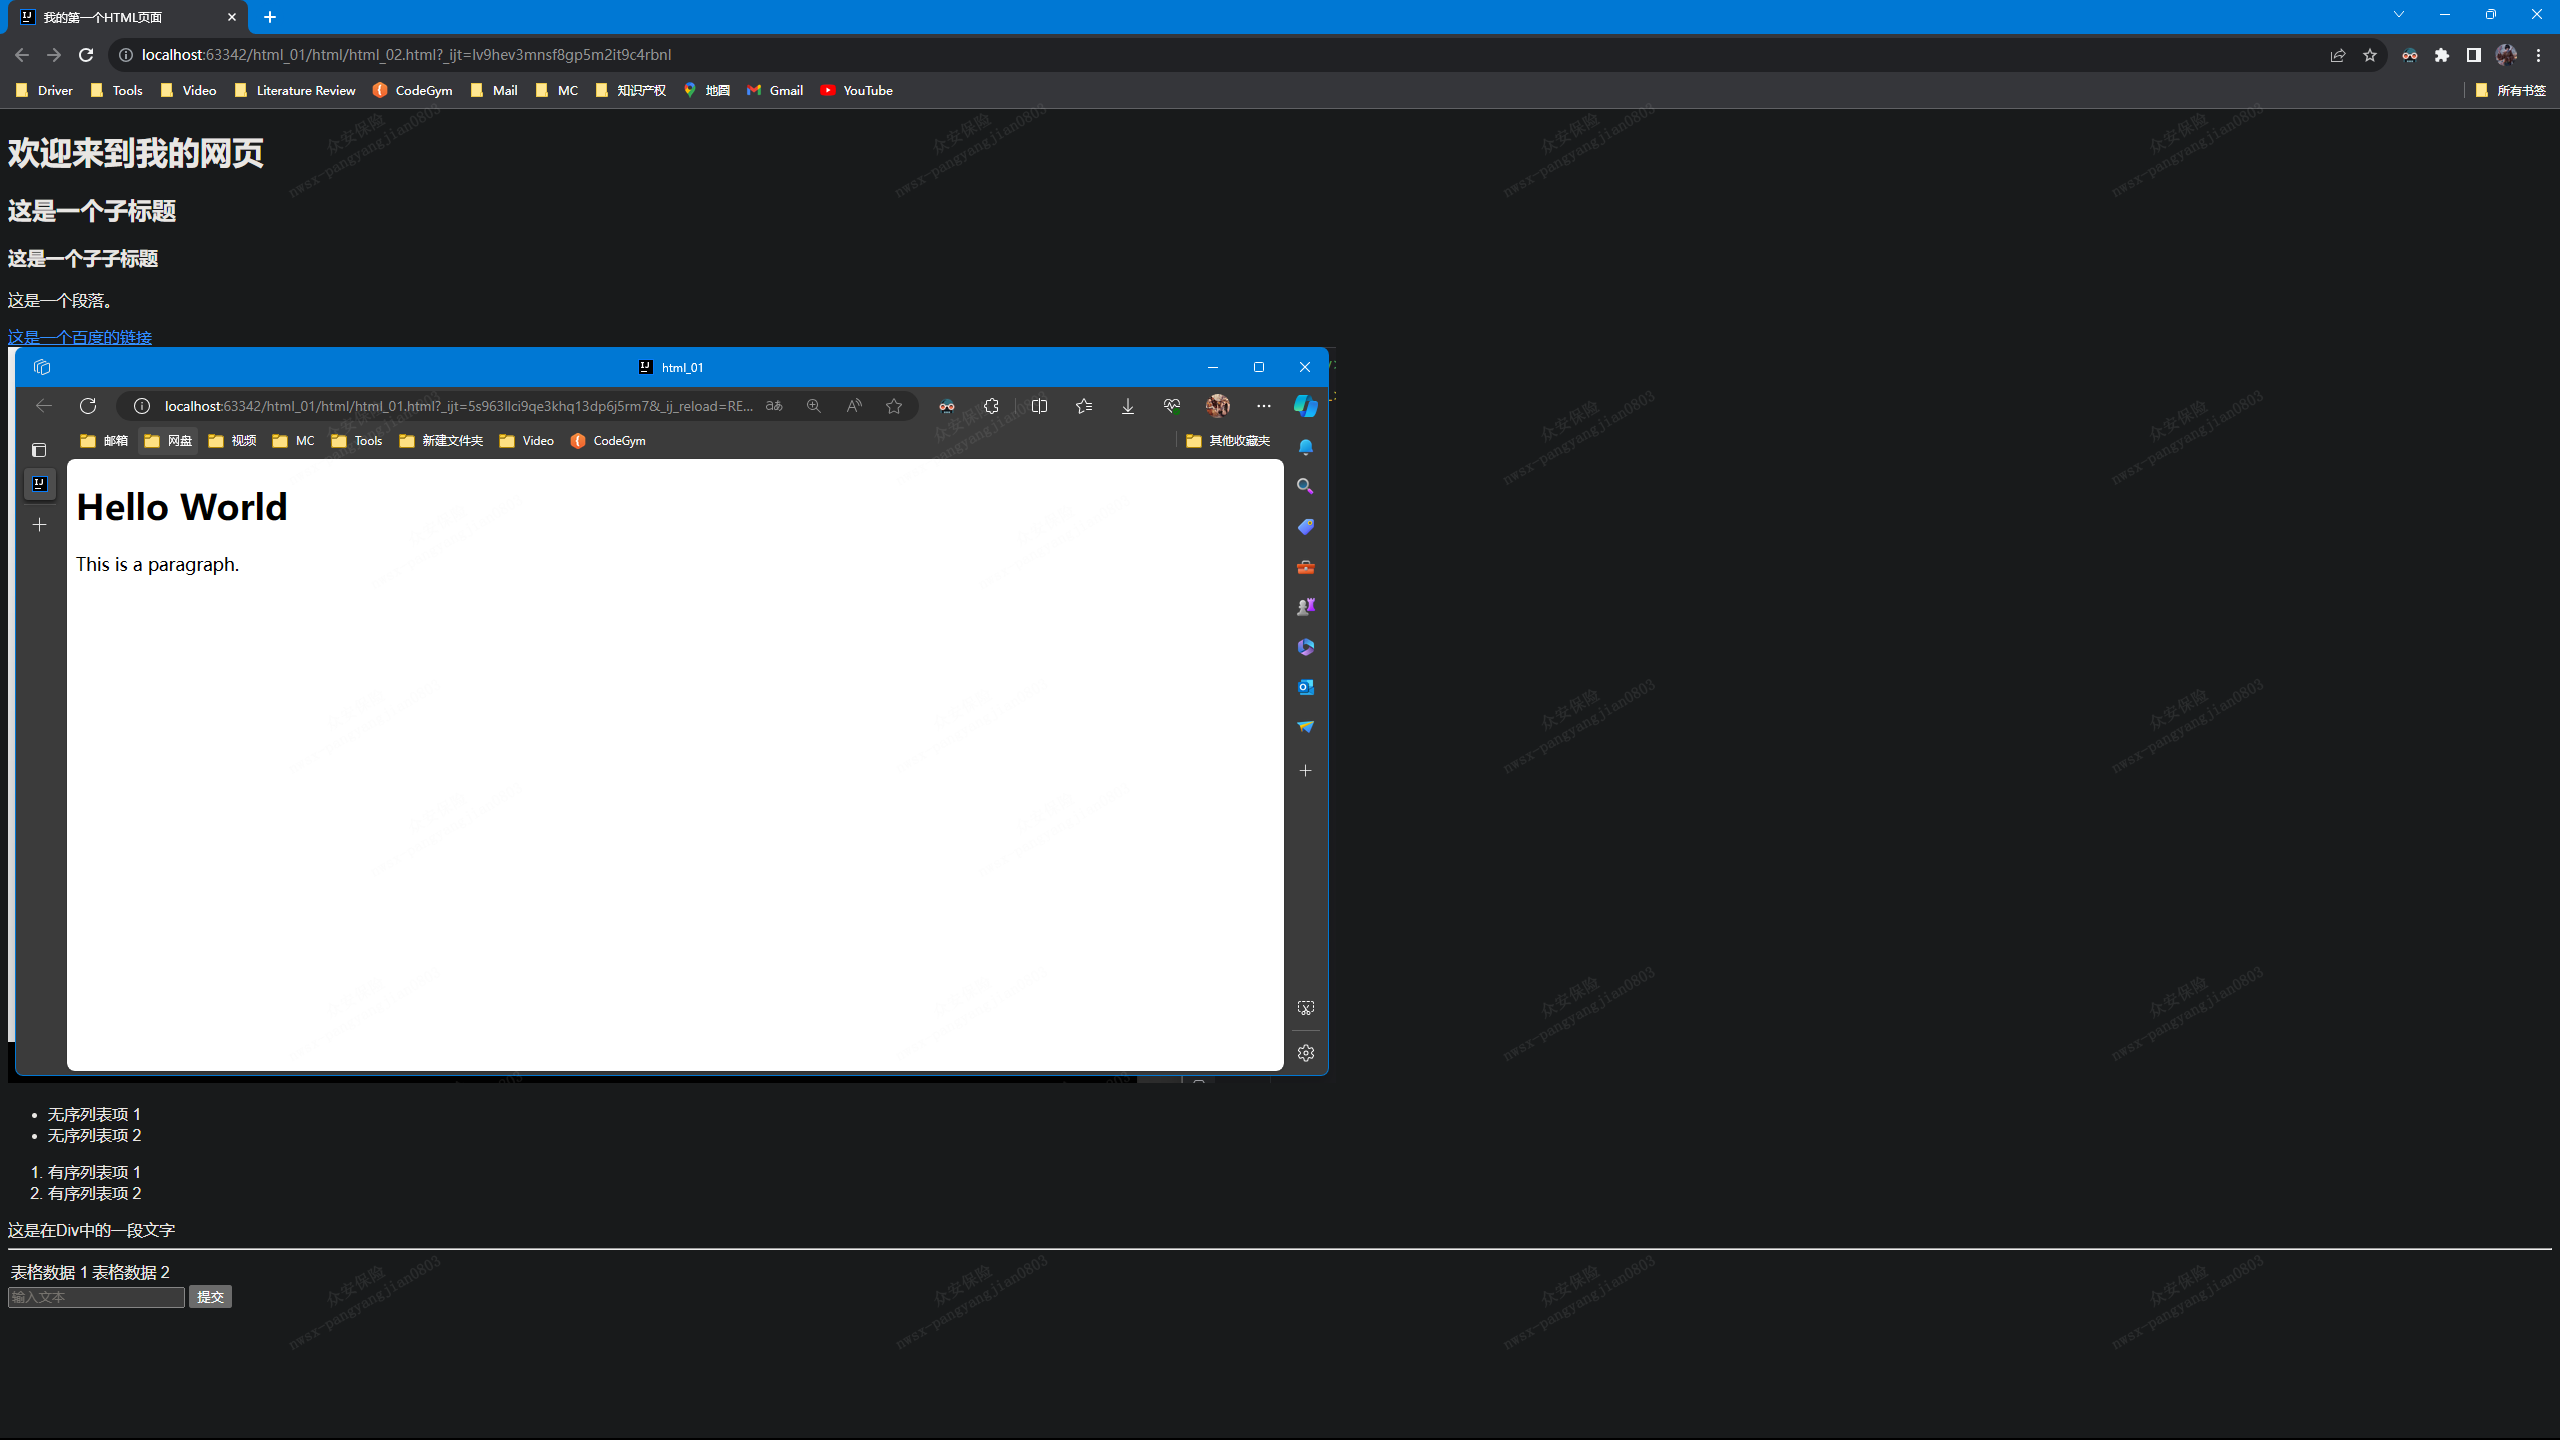 我的第一个HTML页面
localhost:63342/html_01/html/html_02.html?_ijt=lv9hev3mnsf8gp5m2it9c4rbnl
Driver Tools Video Literature Review CodeGym Mail MC 知识产权 地圖 Gmail YouTube 所有书签
欢迎来到我的网页
这是一个子标题
这是一个子子标题
这是一个段落。
这是一个百度的链接
html_01
localhost:63342/html_01/html/html_01.html?_ijt=5s963llci9qe3khq13dp6j5rm7&_ij_reload=RE...
邮箱 网盘 视频 MC Tools 新建文件夹 Video CodeGym 其他收藏夹
Hello World
This is a paragraph.
• 无序列表项 1
• 无序列表项 2
1. 有序列表项 1
2. 有序列表项 2
这是在Div中的一段文字
表格数据 1 表格数据 2
输入文本 提交
众安保险
nwsx-pangyangjian0803